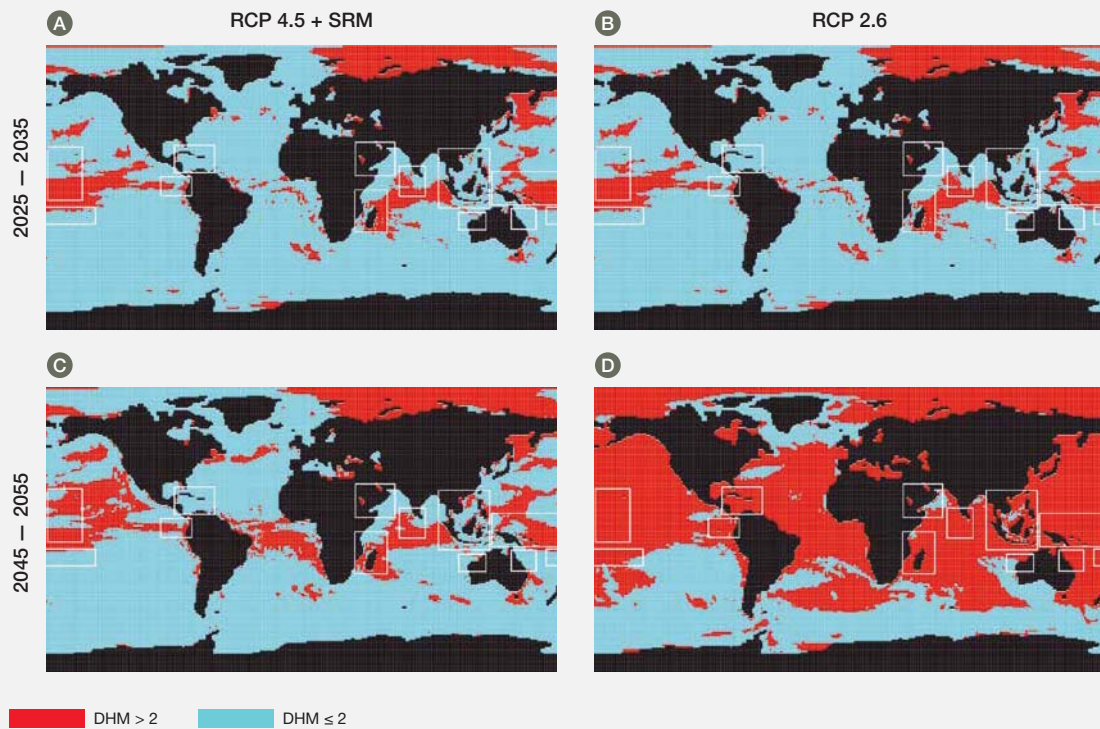 A RCP 4.5 + SRM
B RCP 2.6
2025 — 2035
C
D
2045 — 2055
DHM > 2
DHM ≤ 2